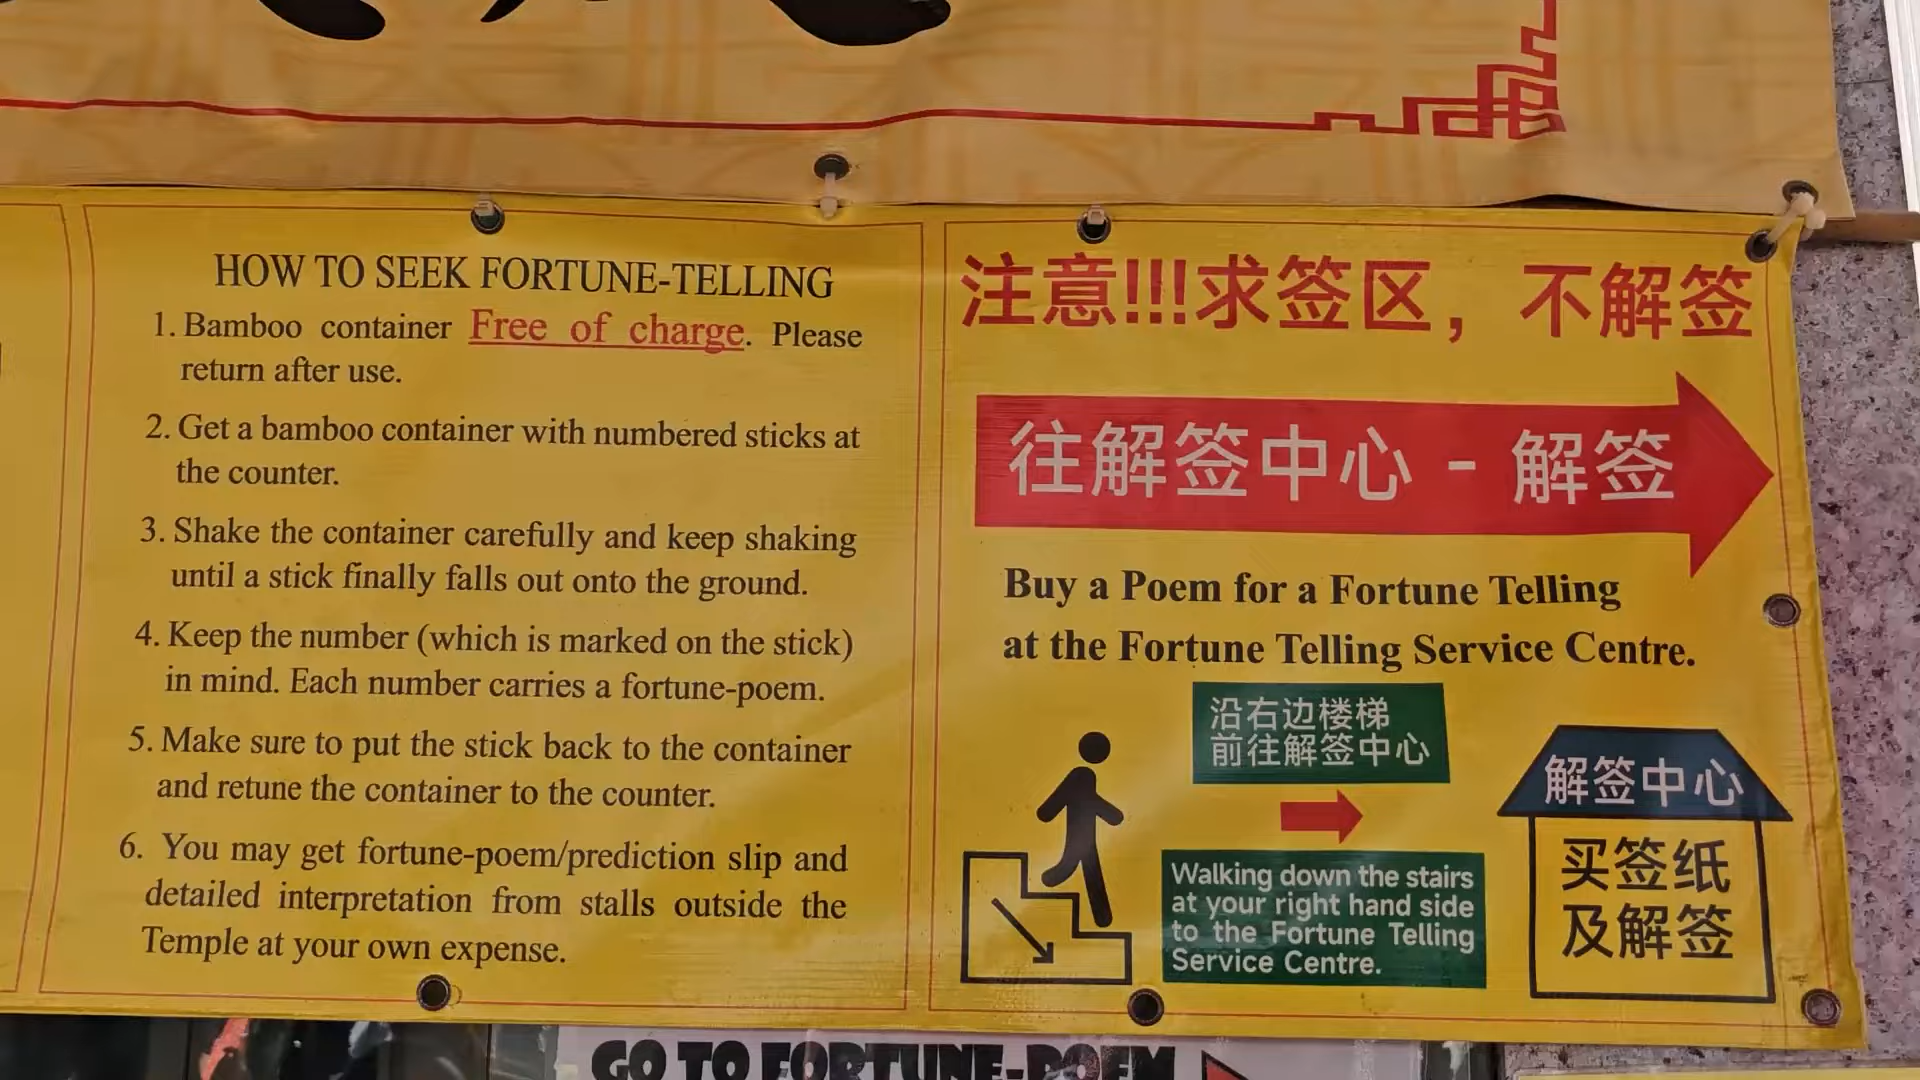 HOW TO SEEK FORTUNE-TELLING
1. Bamboo container Free of charge. Please
return after use.
2. Get a bamboo container with numbered sticks at
the counter.
3. Shake the container carefully and keep shaking
until a stick finally falls out onto the ground.
4. Keep the number (which is marked on the stick)
in mind. Each number carries a fortune-poem.
5. Make sure to put the stick back to the container
and retune the container to the counter.
6. You may get fortune-poem/prediction slip and
detailed interpretation from stalls outside the
Temple at your own expense.
注意!!!求签区，不解签
往解签中心 - 解签
Buy a Poem for a Fortune Telling
at the Fortune Telling Service Centre.
沿右边楼梯
前往解签中心
Walking down the stairs
at your right hand side
to the Fortune Telling
Service Centre.
解签中心
买签纸
及解签
GO TO FORTUNE-POEM